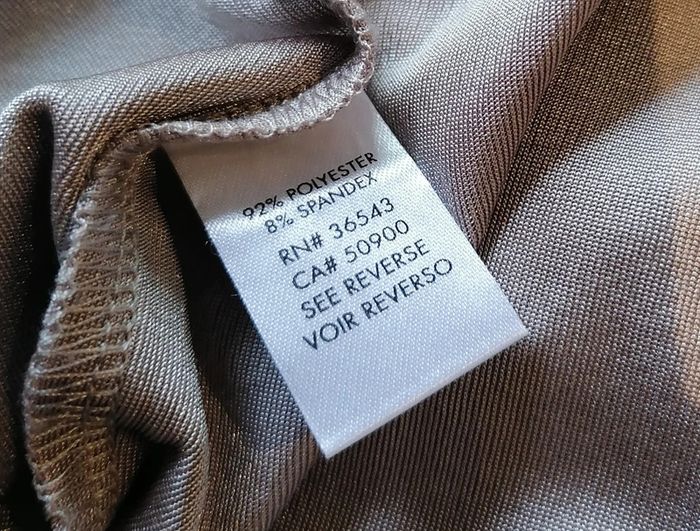 92% POLYESTER
8% SPANDEX
RN# 36543
CA# 50900
SEE REVERSE
VOIR REVERSO